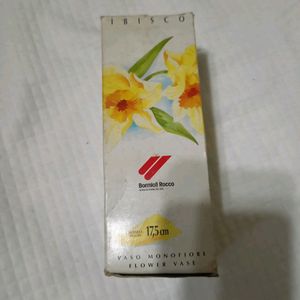 IBISCO
Bormioli Rocco
17,5 cm
VASO MONOFIORE
FLOWER VASE